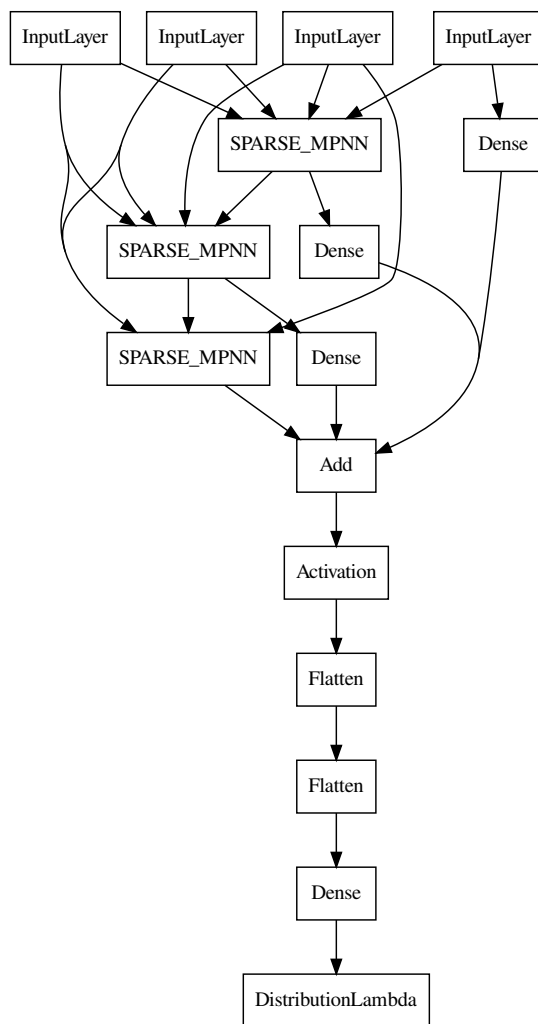 InputLayer
InputLayer
InputLayer
InputLayer
SPARSE_MPNN
Dense
SPARSE_MPNN
Dense
SPARSE_MPNN
Dense
Add
Activation
Flatten
Flatten
Dense
DistributionLambda